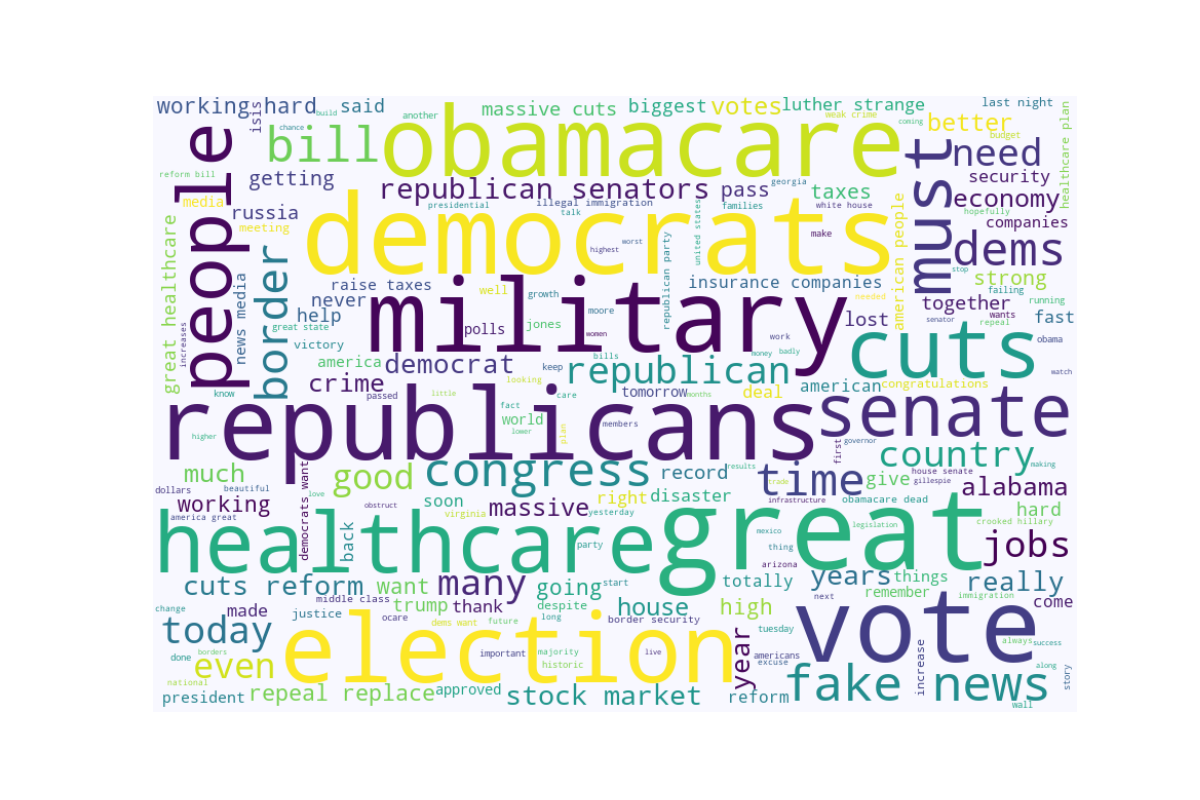 working hard
isis
build
said
another
massive cuts
biggest
votes
luther strange
last night
chance
bill
obamacare
weak crime
coming
better
budget
healthcare plan
people
must
need
reform bill
getting
republican senators
pass
georgia
taxes
security
media
russia
presidential
illegal immigration
talk
families
white house
economy
hopefully
companies
meeting
democrats
united states
make
american people
dems
highest
worst
republican party
border
news media
great healthcare
increases
raise taxes
well
growth
insurance companies
stop
strong
failing
never
military
moore
needed
together
running
wants
help
great state
polls
jones
women
lost
work
senator
repeal
fast
victory
cuts
obama
america
democrat
bills
keep
republican
money
badly
watch
crime
passed
looking
care
tomorrow
months
deal
american
congratulations
know
little
republicans
fact
world
lower
plan
members
senate
higher
first
governor
much
good
congress
record
results
time
country
making
beautiful
dollars
working
democrats want
love
soon
massive
right
disaster
trade
give
house senate
gillespie
alabama
obstruct
virginia
yesterday
infrastructure
obamacare dead
hard
america great
healthcare
back
great
legislation
crooked hillary
mexico
jobs
party
thing
arizona
cuts reform
want
many
going
start
totally
years
things
really
middle class
trump
thank
despite
house
high
next
remember
immigration
come
change
made
justice
ocare
dems want
future
long
border security
vote
today
election
tuesday
always
success
done
borders
even
important
majority
historic
live
year
americans
excuse
increase
along
story
national
president
repeal replace
approved
stock market
reform
fake news
wall